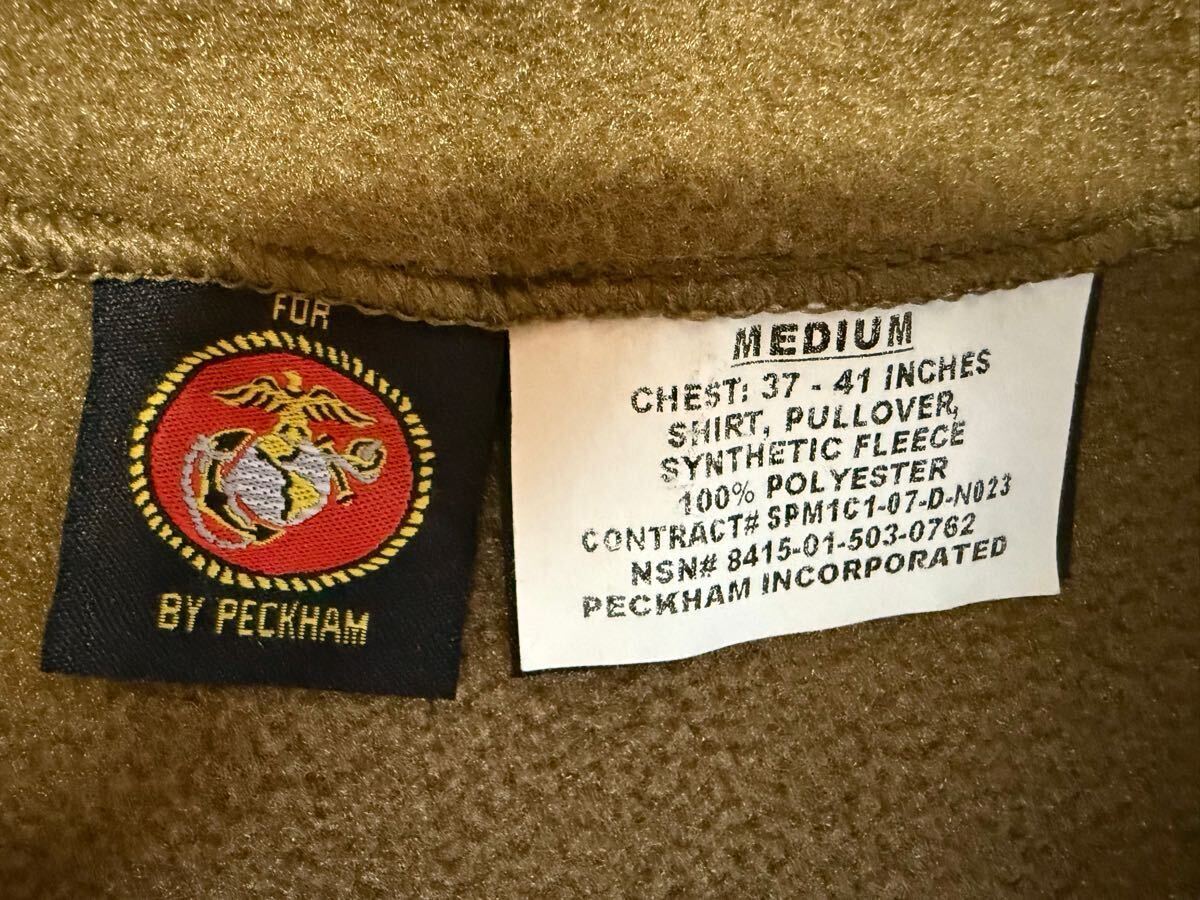 FOR
BY PECKHAM
MEDIUM
CHEST: 37 - 41 INCHES
SHIRT, PULLOVER,
SYNTHETIC FLEECE
100% POLYESTER
CONTRACT# SPM1C1-07-D-N023
NSN# 8415-01-503-0762
PECKHAM INCORPORATED